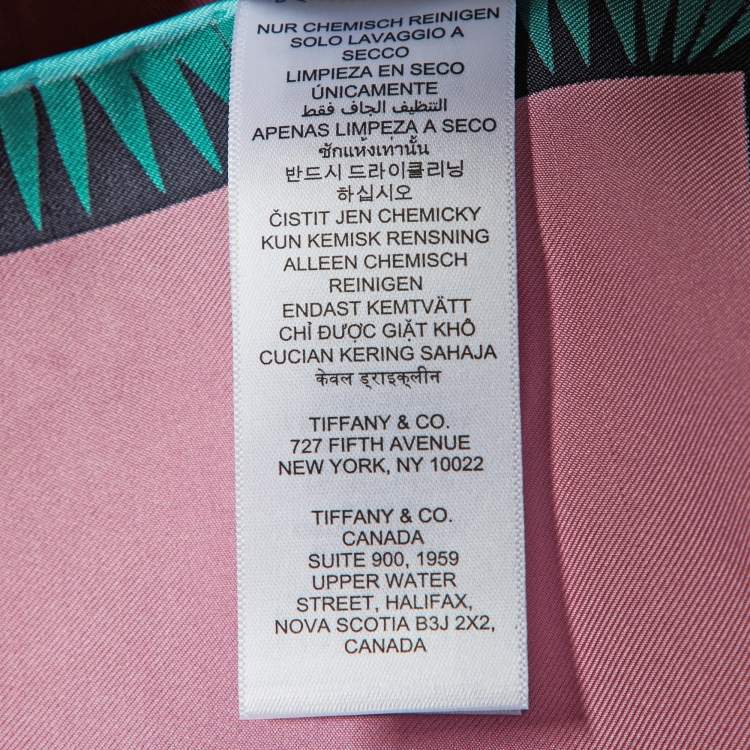 NUR CHEMISCH REINIGEN
SOLO LAVAGGIO A
SECCO
LIMPIEZA EN SECO
ÚNICAMENTE
التنظيف الجاف فقط
APENAS LIMPEZA A SECO
ซักแห้งเท่านั้น
반드시 드라이클리닝
하십시오
ČISTIT JEN CHEMICKY
KUN KEMISK RENSNING
ALLEEN CHEMISCH
REINIGEN
ENDAST KEMTVÄTT
CHỈ ĐƯỢC GIẶT KHÔ
CUCIAN KERING SAHAJA
केवल ड्राइक्लीन
TIFFANY & CO.
727 FIFTH AVENUE
NEW YORK, NY 10022
TIFFANY & CO.
CANADA
SUITE 900, 1959
UPPER WATER
STREET, HALIFAX,
NOVA SCOTIA B3J 2X2,
CANADA